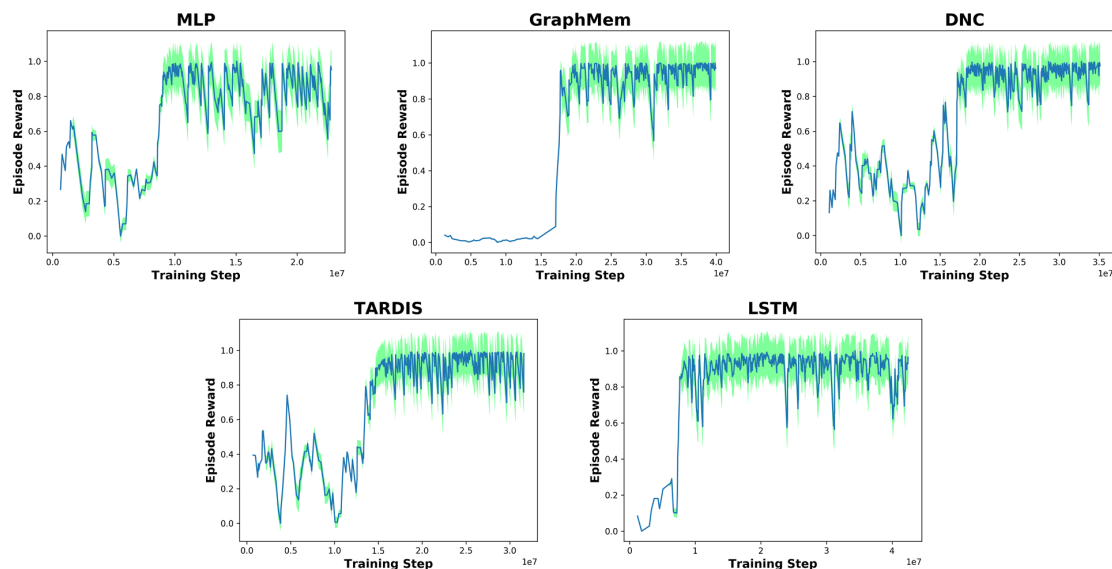 MLP
Episode Reward
1.0
0.8
0.6
0.4
0.2
0.0
0.0 0.5 1.0 1.5 2.0
1e7
Training Step
GraphMem
Episode Reward
1.0
0.8
0.6
0.4
0.2
0.0
0.0 0.5 1.0 1.5 2.0 2.5 3.0 3.5 4.0
1e7
Training Step
DNC
Episode Reward
1.0
0.8
0.6
0.4
0.2
0.0
0.0 0.5 1.0 1.5 2.0 2.5 3.0 3.5
1e7
Training Step
TARDIS
Episode Reward
1.0
0.8
0.6
0.4
0.2
0.0
0.0 0.5 1.0 1.5 2.0 2.5 3.0
1e7
Training Step
LSTM
Episode Reward
1.0
0.8
0.6
0.4
0.2
0.0
0 1 2 3 4
1e7
Training Step